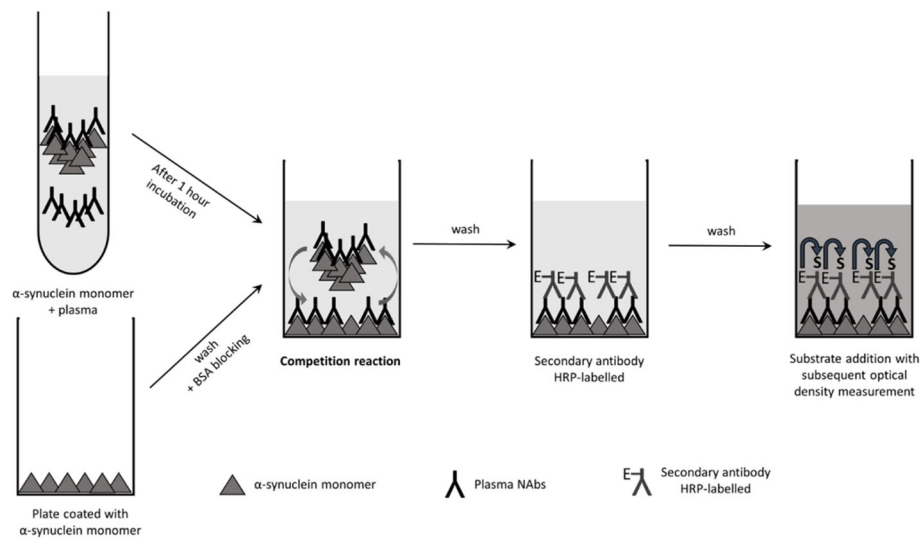 After 1 hour
incubation
α-synuclein monomer
+ plasma
wash
+ BSA blocking
Plate coated with
α-synuclein monomer
Competition reaction
wash
E E E E
Secondary antibody
HRP-labelled
wash
S S S S
E E E E
Substrate addition with
subsequent optical
density measurement
α-synuclein monomer
Plasma NAbs
E
Secondary antibody
HRP-labelled